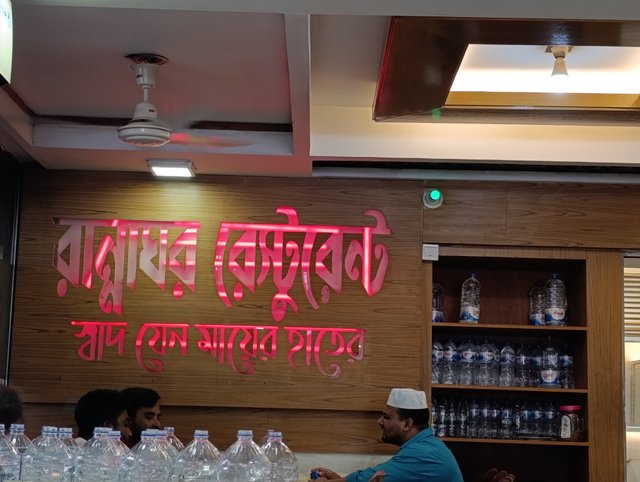 রান্নাঘর রেস্টুরেন্ট
স্বাদ যেন মায়ের হাতের